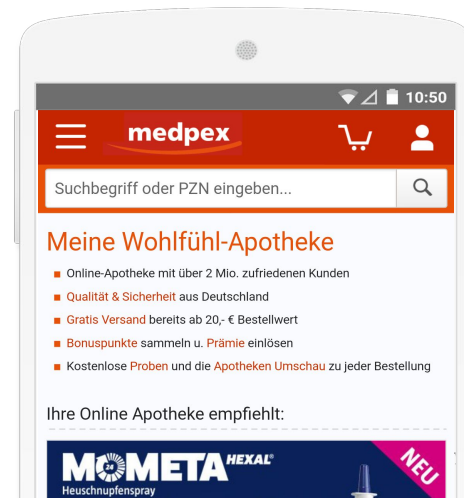 10:50
medpex
Suchbegriff oder PZN eingeben...
Meine Wohlfühl-Apotheke
Online-Apotheke mit über 2 Mio. zufriedenen Kunden
Qualität & Sicherheit aus Deutschland
Gratis Versand bereits ab 20,- € Bestellwert
Bonuspunkte sammeln u. Prämie einlösen
Kostenlose Proben und die Apotheken Umschau zu jeder Bestellung
Ihre Online Apotheke empfiehlt:
MOMETA HEXAL®
NEU
Heuschnupfenspray